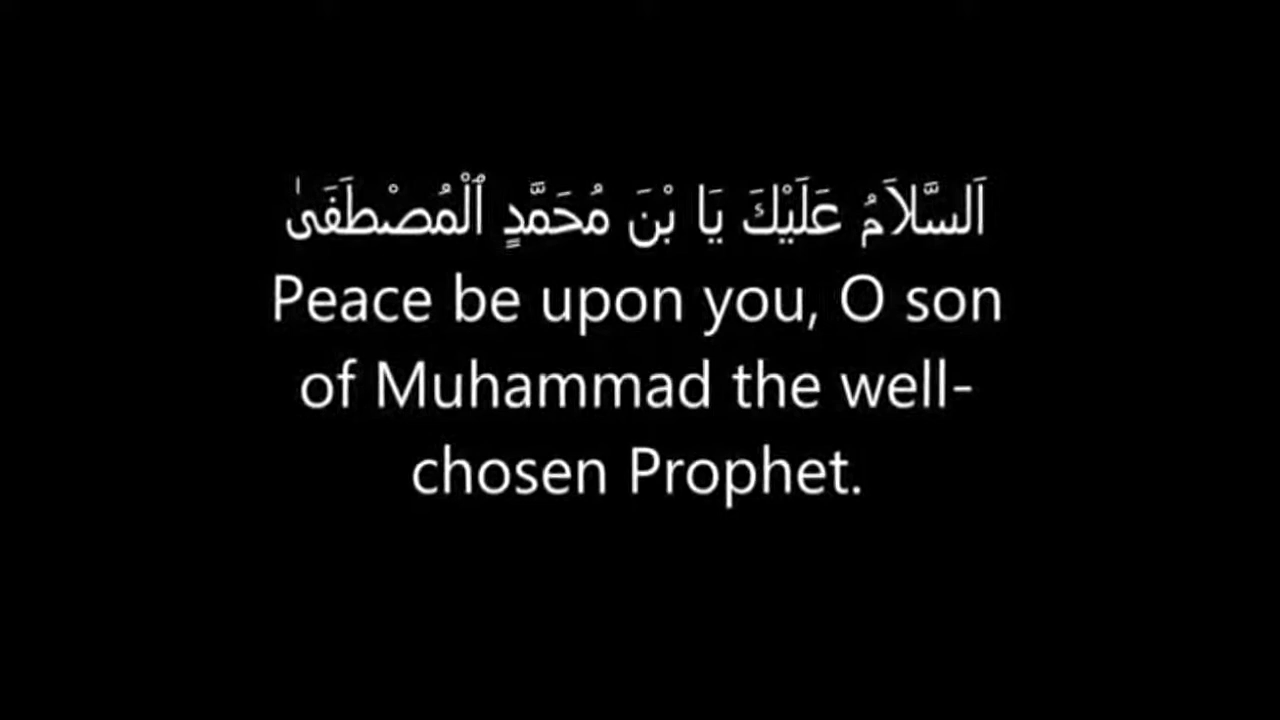 اَلسَّلاَمُ عَلَيْكَ يَا بْنَ مُحَمَّدٍ ٱلْمُصْطَفَىٰ
Peace be upon you, O son
of Muhammad the well-
chosen Prophet.